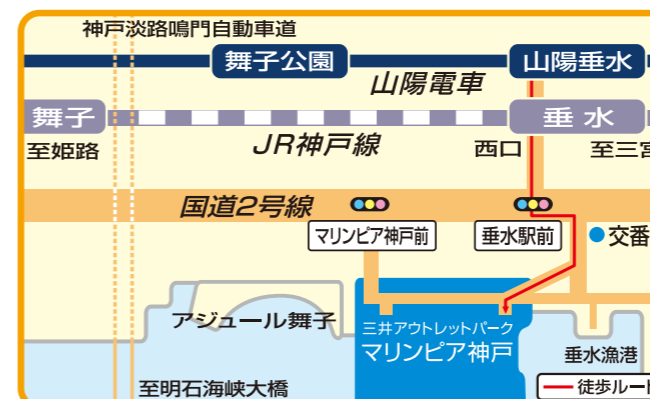 神戸淡路鳴門自動車道
舞子公園
山陽垂水
山陽電車
舞子
垂水
至姫路
JR神戸線
西口
至三宮
国道2号線
マリンピア神戸前
垂水駅前
交番
アジュール舞子
三井アウトレットパーク
マリンピア神戸
垂水漁港
至明石海峡大橋
徒歩ルート